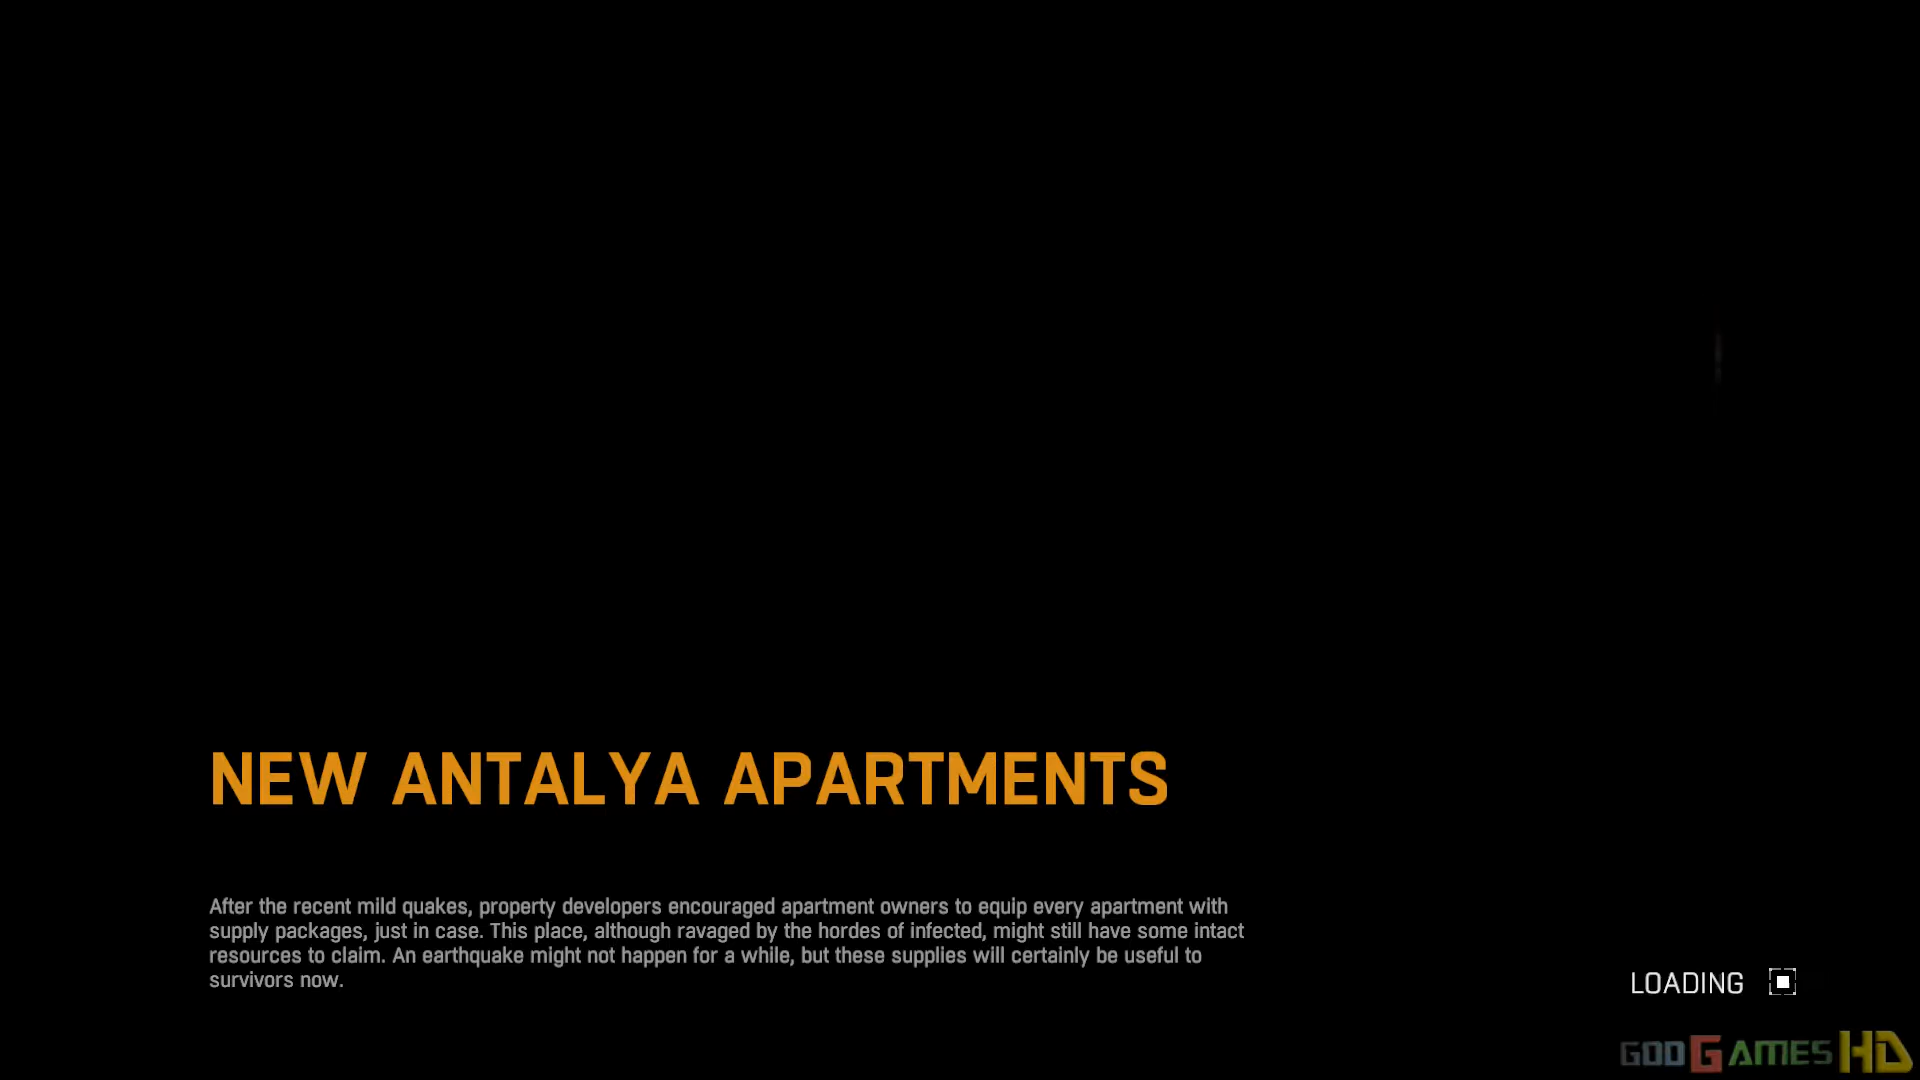 NEW ANTALYA APARTMENTS
After the recent mild quakes, property developers encouraged apartment owners to equip every apartment with
supply packages, just in case. This place, although ravaged by the hordes of infected, might still have some intact
resources to claim. An earthquake might not happen for a while, but these supplies will certainly be useful to
survivors now.
LOADING
GODGAMESHD